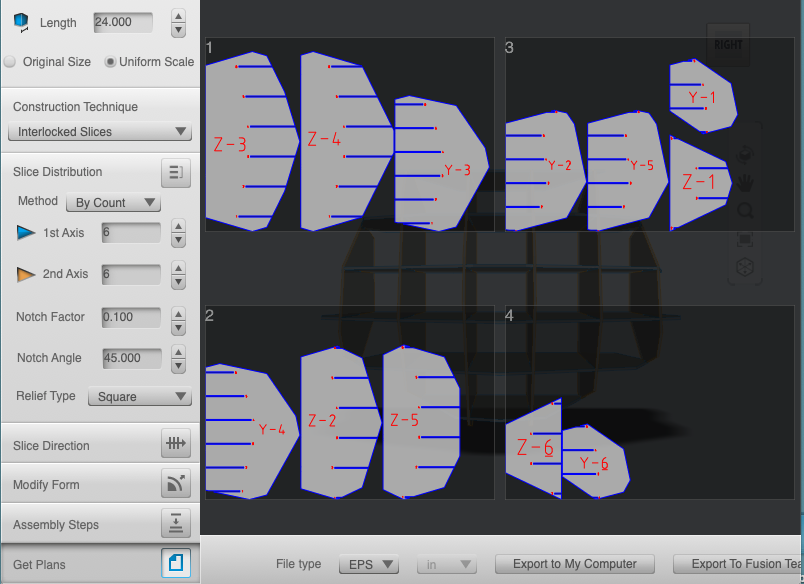 Length 24.000
Original Size Uniform Scale
Construction Technique
Interlocked Slices
Slice Distribution
Method By Count
1st Axis 6
2nd Axis 6
Notch Factor 0.100
Notch Angle 45.000
Relief Type Square
Slice Direction
Modify Form
Assembly Steps
Get Plans
1
Z-3
Z-4
Y-3
3
RIGHT
Y-1
Y-2
Y-5
Z-1
2
Y-4
Z-2
Z-5
4
Z-6
Y-6
File type EPS in Export to My Computer Export To Fusion Tea